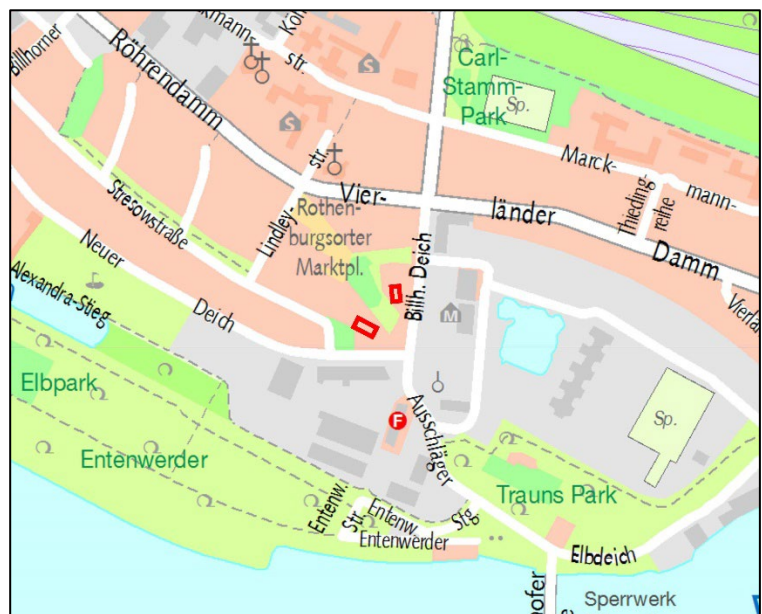 Billhorner
Röhrendamm
ckmann-
str.
Köl
S
S
Carl-
Stamm-
Park
Sp.
Marck-
mann-
Thieding-
reihe
Vier-
länder
Damm
Vierla
Lindley-
str.
Rothen-
burgsorter
Marktpl.
Stresowstraße
Neuer
Deich
Alexandra-Stieg
Billh. Deich
M
F
Ausschläger
Elbpark
Entenwerder
Entenw.
Str.
Entenw.
Stg.
Entenwerder
Trauns Park
Sp.
Elbdeich
hofer
Sperrwerk